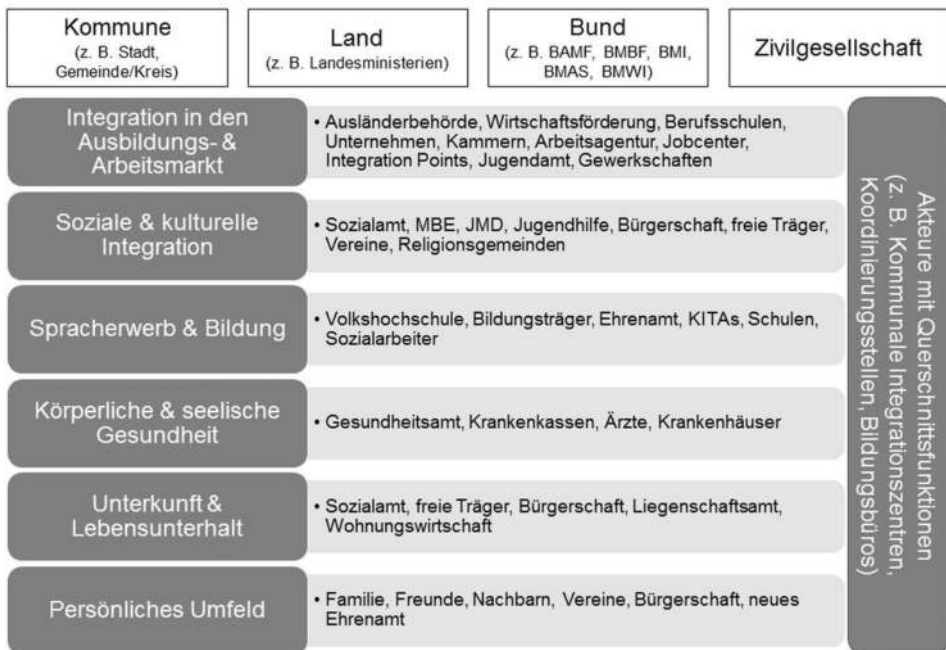 Kommune
(z. B. Stadt,
Gemeinde/Kreis)
Land
(z. B. Landesministerien)
Bund
(z. B. BAMF, BMBF, BMI,
BMAS, BMWI)
Zivilgesellschaft
Integration in den
Ausbildungs- &
Arbeitsmarkt
• Ausländerbehörde, Wirtschaftsförderung, Berufsschulen,
Unternehmen, Kammern, Arbeitsagentur, Jobcenter,
Integration Points, Jugendamt, Gewerkschaften
Soziale & kulturelle
Integration
• Sozialamt, MBE, JMD, Jugendhilfe, Bürgerschaft, freie Träger,
Vereine, Religionsgemeinden
Spracherwerb & Bildung
• Volkshochschule, Bildungsträger, Ehrenamt, KITAs, Schulen,
Sozialarbeiter
Körperliche & seelische
Gesundheit
• Gesundheitsamt, Krankenkassen, Ärzte, Krankenhäuser
Unterkunft &
Lebensunterhalt
• Sozialamt, freie Träger, Bürgerschaft, Liegenschaftsamt,
Wohnungswirtschaft
Persönliches Umfeld
• Familie, Freunde, Nachbarn, Vereine, Bürgerschaft, neues
Ehrenamt
Akteure mit Querschnittsfunktionen
(z. B. Kommunale Integrationszentren,
Koordinierungsstellen, Bildungsbüros)